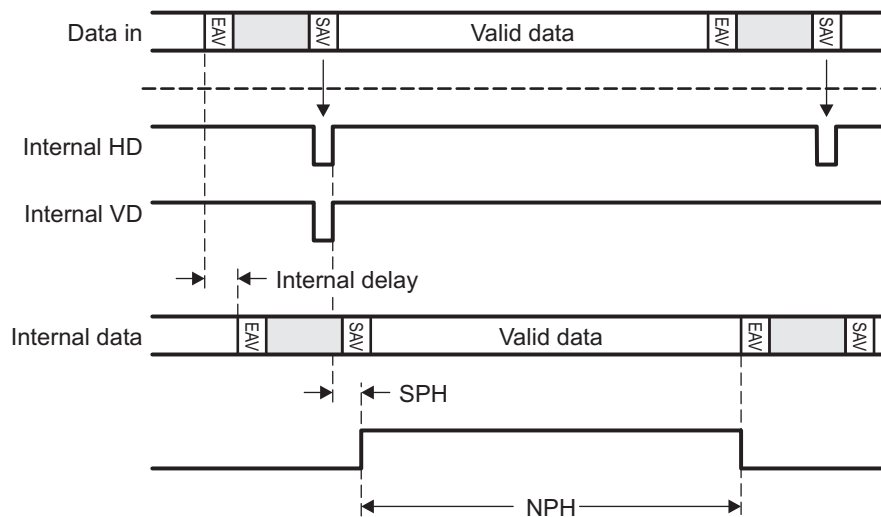 Data in
EAV
SAV
Valid data
EAV
SAV
Internal HD
Internal VD
Internal delay
Internal data
EAV
SAV
Valid data
EAV
SAV
SPH
NPH